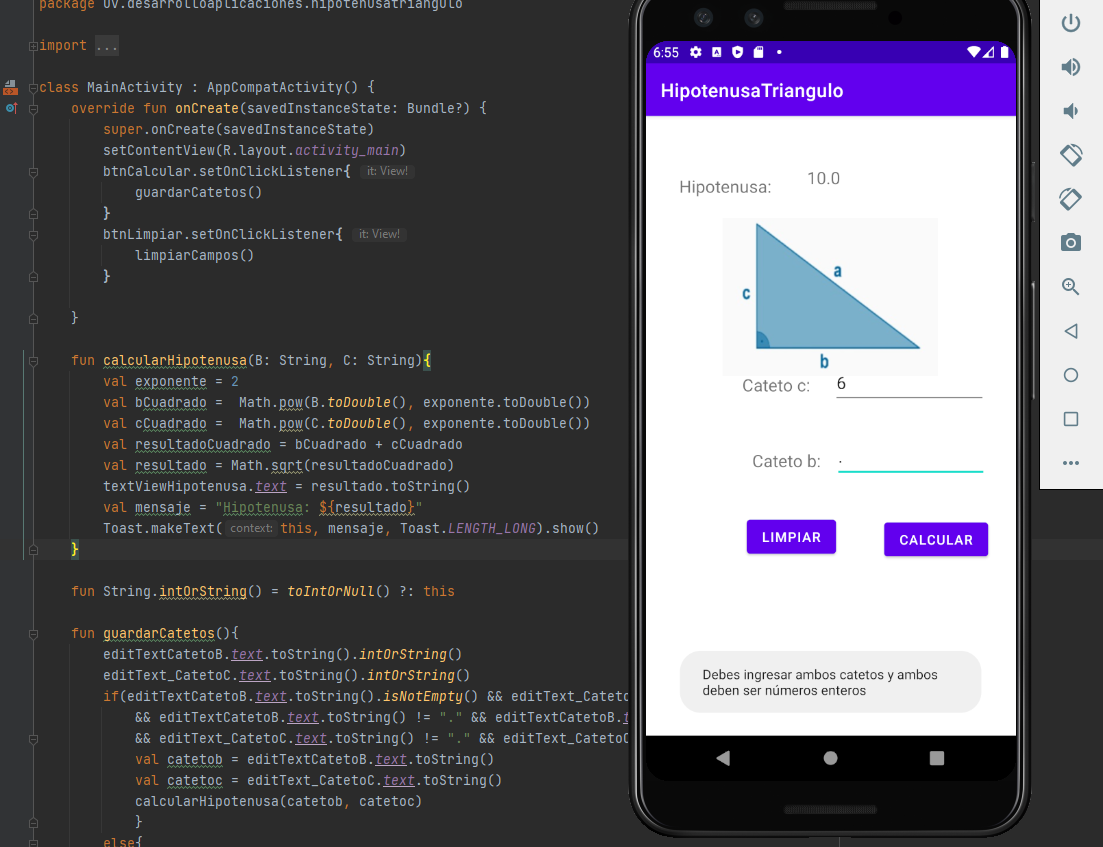 package uv.desarrolloaplicaciones.hipotenusatriangulo
import ...
class MainActivity : AppCompatActivity() {
override fun onCreate(savedInstanceState: Bundle?) {
super.onCreate(savedInstanceState)
setContentView(R.layout.activity_main)
btnCalcular.setOnClickListener{ it: View!
guardarCatetos()
}
btnLimpiar.setOnClickListener{ it: View!
limpiarCampos()
}
}
fun calcularHipotenusa(B: String, C: String){
val exponente = 2
val bCuadrado =  Math.pow(B.toDouble(), exponente.toDouble())
val cCuadrado =  Math.pow(C.toDouble(), exponente.toDouble())
val resultadoCuadrado = bCuadrado + cCuadrado
val resultado = Math.sqrt(resultadoCuadrado)
textViewHipotenusa.text = resultado.toString()
val mensaje = "Hipotenusa: ${resultado}"
Toast.makeText( context: this, mensaje, Toast.LENGTH_LONG).show()
}
fun String.intOrString() = toIntOrNull() ?: this
fun guardarCatetos(){
editTextCatetoB.text.toString().intOrString()
editText_CatetoC.text.toString().intOrString()
if(editTextCatetoB.text.toString().isNotEmpty() && editText_Cateto
&& editTextCatetoB.text.toString() != "." && editTextCatetoB.
&& editText_CatetoC.text.toString() != "." && editText_Cateto
val catetob = editTextCatetoB.text.toString()
val catetoc = editText_CatetoC.text.toString()
calcularHipotenusa(catetob, catetoc)
}
else{
6:55
HipotenusaTriangulo
Hipotenusa: 10.0
a
c
b
Cateto c: 6
Cateto b: .
LIMPIAR
CALCULAR
Debes ingresar ambos catetos y ambos
deben ser números enteros